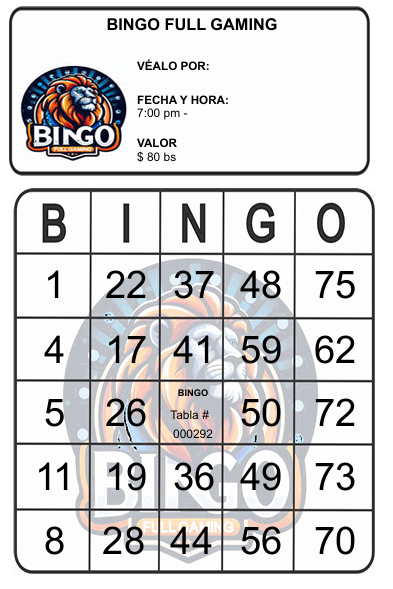 BINGO FULL GAMING
VÉALO POR:
FECHA Y HORA:
7:00 pm -
VALOR
$ 80 bs
BINGO
FULL GAMING
B I N G O
1 22 37 48 75
4 17 41 59 62
5 26 BINGO Tabla # 000292 50 72
11 19 36 49 73
8 28 44 56 70
BINGO
FULL GAMING